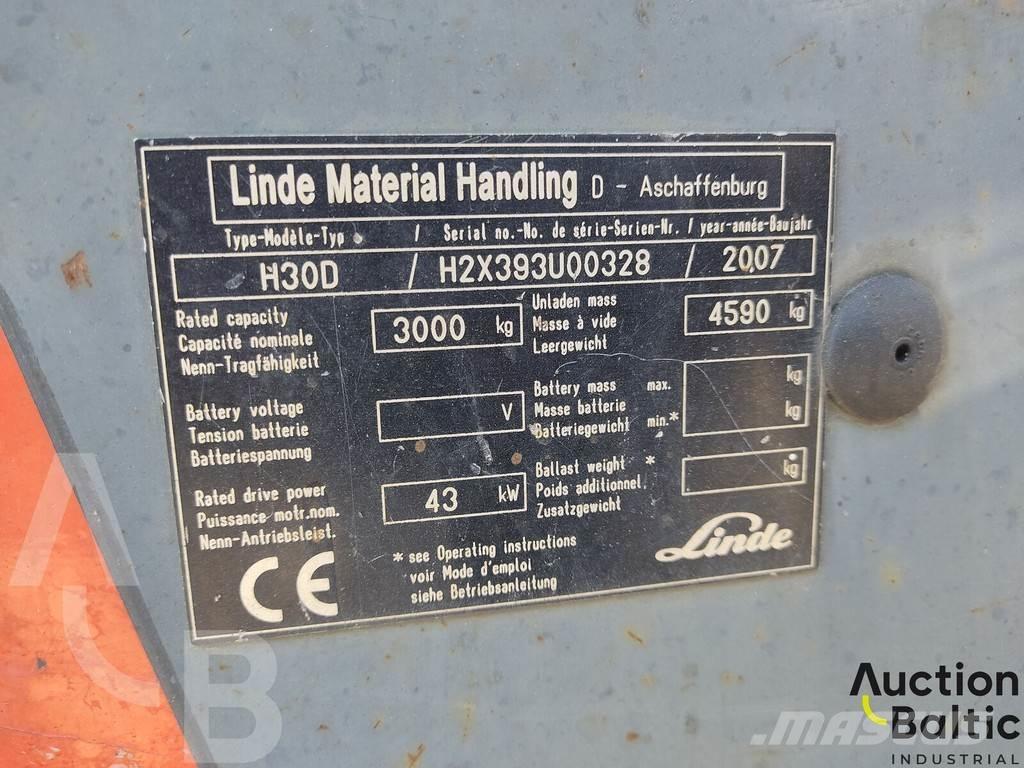 Linde Material Handling D - Aschaffenburg
Type-Modèle-Typ / Serial no.-No. de série-Serien-Nr. / year-année-Baujahr
H30D / H2X393U00328 / 2007
Rated capacity
Capacité nominale
Nenn-Tragfähigkeit
3000 kg
Unladen mass
Masse à vide
Leergewicht
4590 kg
Battery voltage
Tension batterie
Batteriespannung
V
Battery mass max.
Masse batterie
Batteriegewicht min.*
kg
kg
Rated drive power
Puissance motr.nom.
Nenn-Antriebsleist.
43 kW
Ballast weight *
Poids additionnel
Zusatzgewicht
kg
CE
* see Operating instructions
voir Mode d'emploi
siehe Betriebsanleitung
Linde
AB
Auction
Baltic
INDUSTRIAL
MASCUS